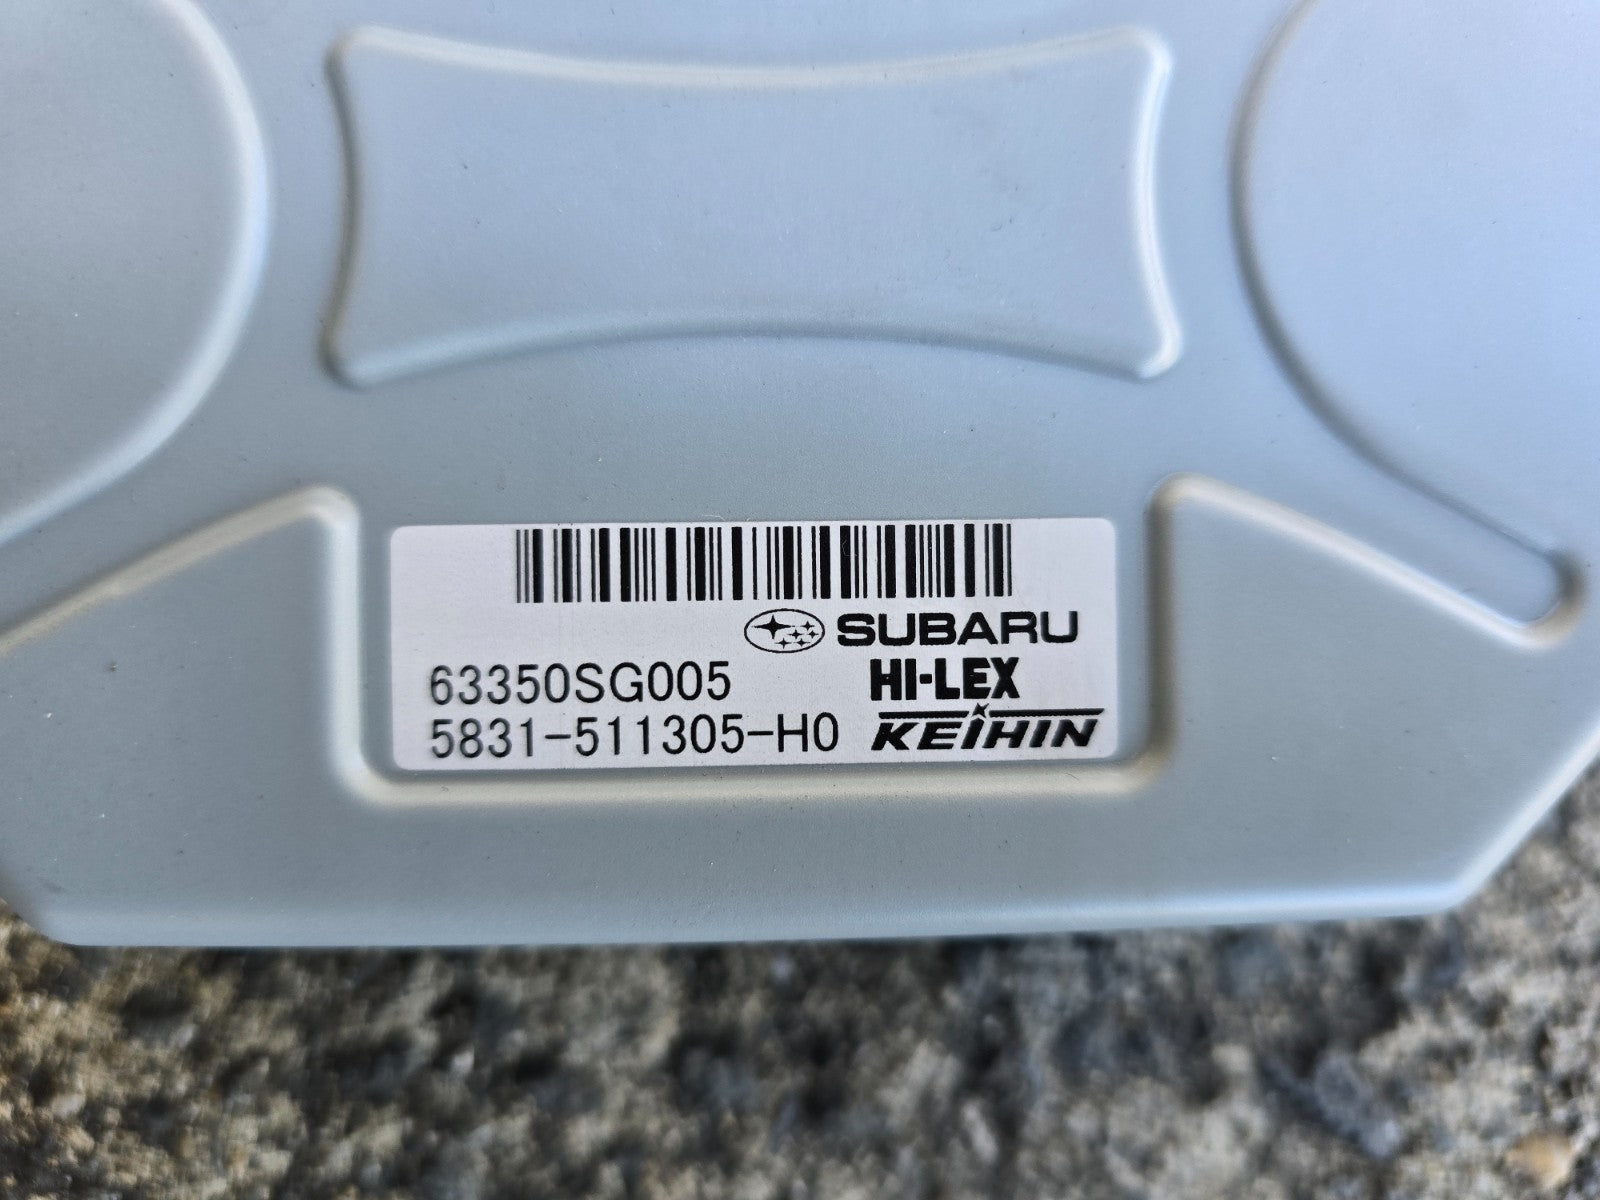 SUBARU
63350SG005 HI-LEX
5831-511305-H0 KEIHIN